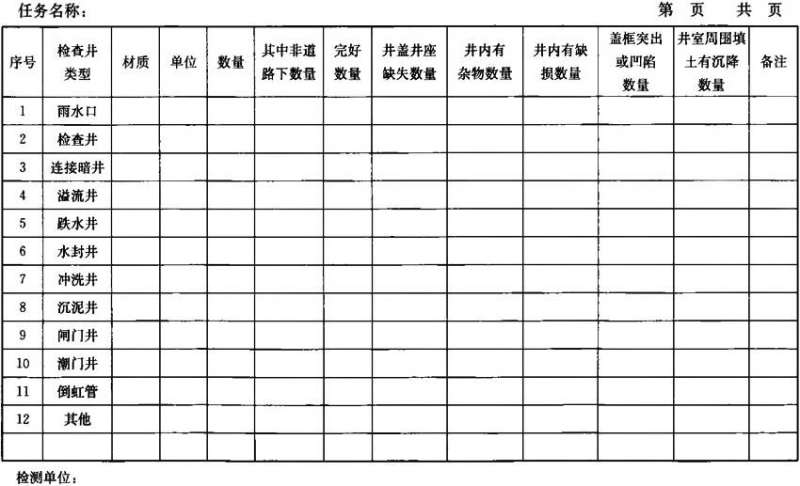 任务名称： 第 页 共 页
序号 检查井类型 材质 单位 数量 其中非道路下数量 完好数量 井盖井座缺失数量 井内有杂物数量 井内有缺损数量 盖框突出或凹陷数量 井室周围填土有沉降数量 备注
1 雨水口
2 检查井
3 连接暗井
4 溢流井
5 跌水井
6 水封井
7 冲洗井
8 沉泥井
9 闸门井
10 潮门井
11 倒虹管
12 其他
检测单位：